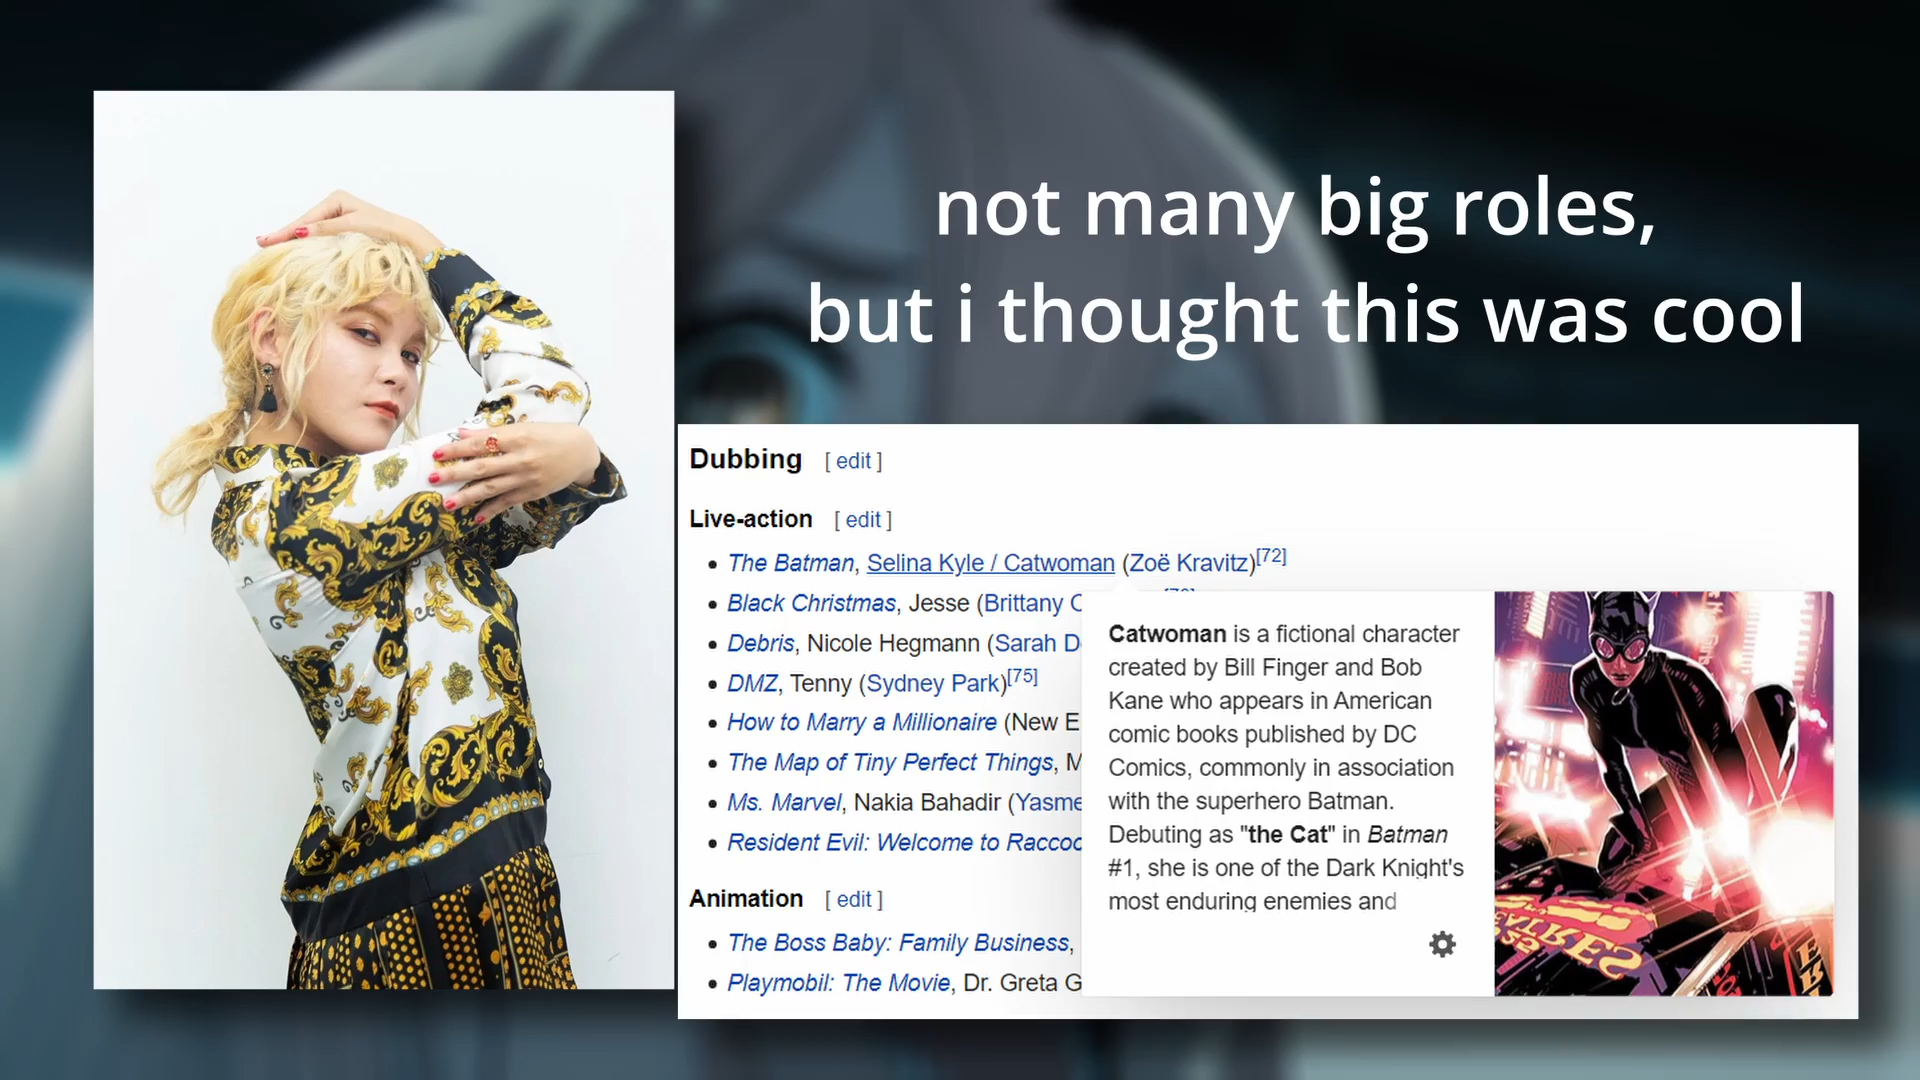 not many big roles,
but i thought this was cool
Dubbing [ edit ]
Live-action [ edit ]
The Batman, Selina Kyle / Catwoman (Zoë Kravitz)[72]
Black Christmas, Jesse (Brittany
Debris, Nicole Hegmann (Sarah
DMZ, Tenny (Sydney Park)[75]
How to Marry a Millionaire (New
The Map of Tiny Perfect Things,
Ms. Marvel, Nakia Bahadir (Yasme
Resident Evil: Welcome to Raccoo
Animation [ edit ]
The Boss Baby: Family Business,
Playmobil: The Movie, Dr. Greta G
Catwoman is a fictional character
created by Bill Finger and Bob
Kane who appears in American
comic books published by DC
Comics, commonly in association
with the superhero Batman.
Debuting as "the Cat" in Batman
#1, she is one of the Dark Knight's
most enduring enemies and